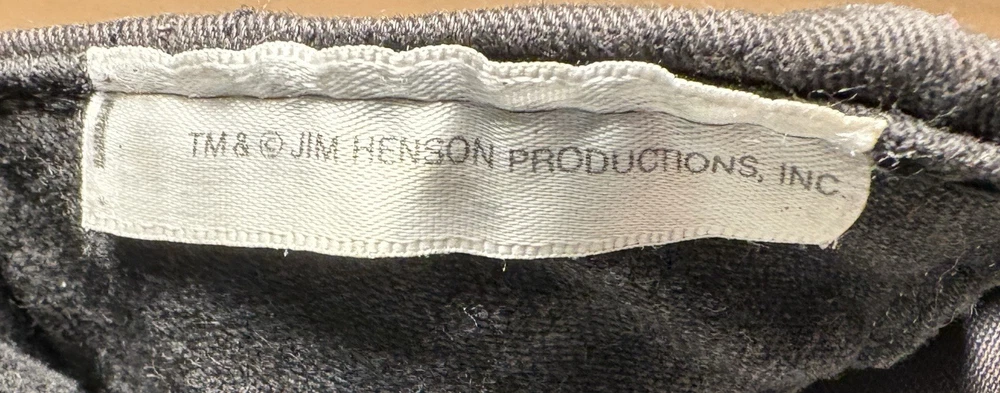 TM & © JIM HENSON PRODUCTIONS, INC